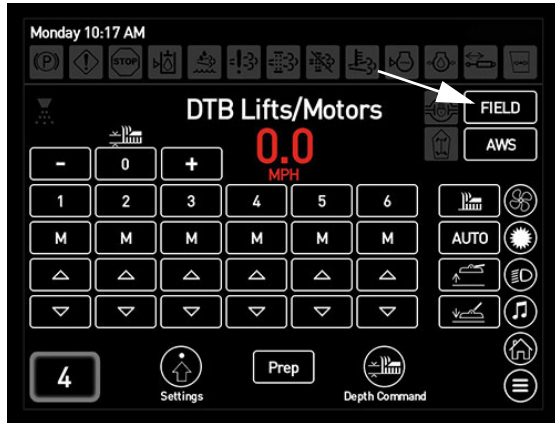 Monday 10:17 AM
(P) STOP
DTB Lifts/Motors
FIELD
AWS
0.0
MPH
- 0 +
1 2 3 4 5 6
M M M M M M AUTO
4
Settings
Prep
Depth Command